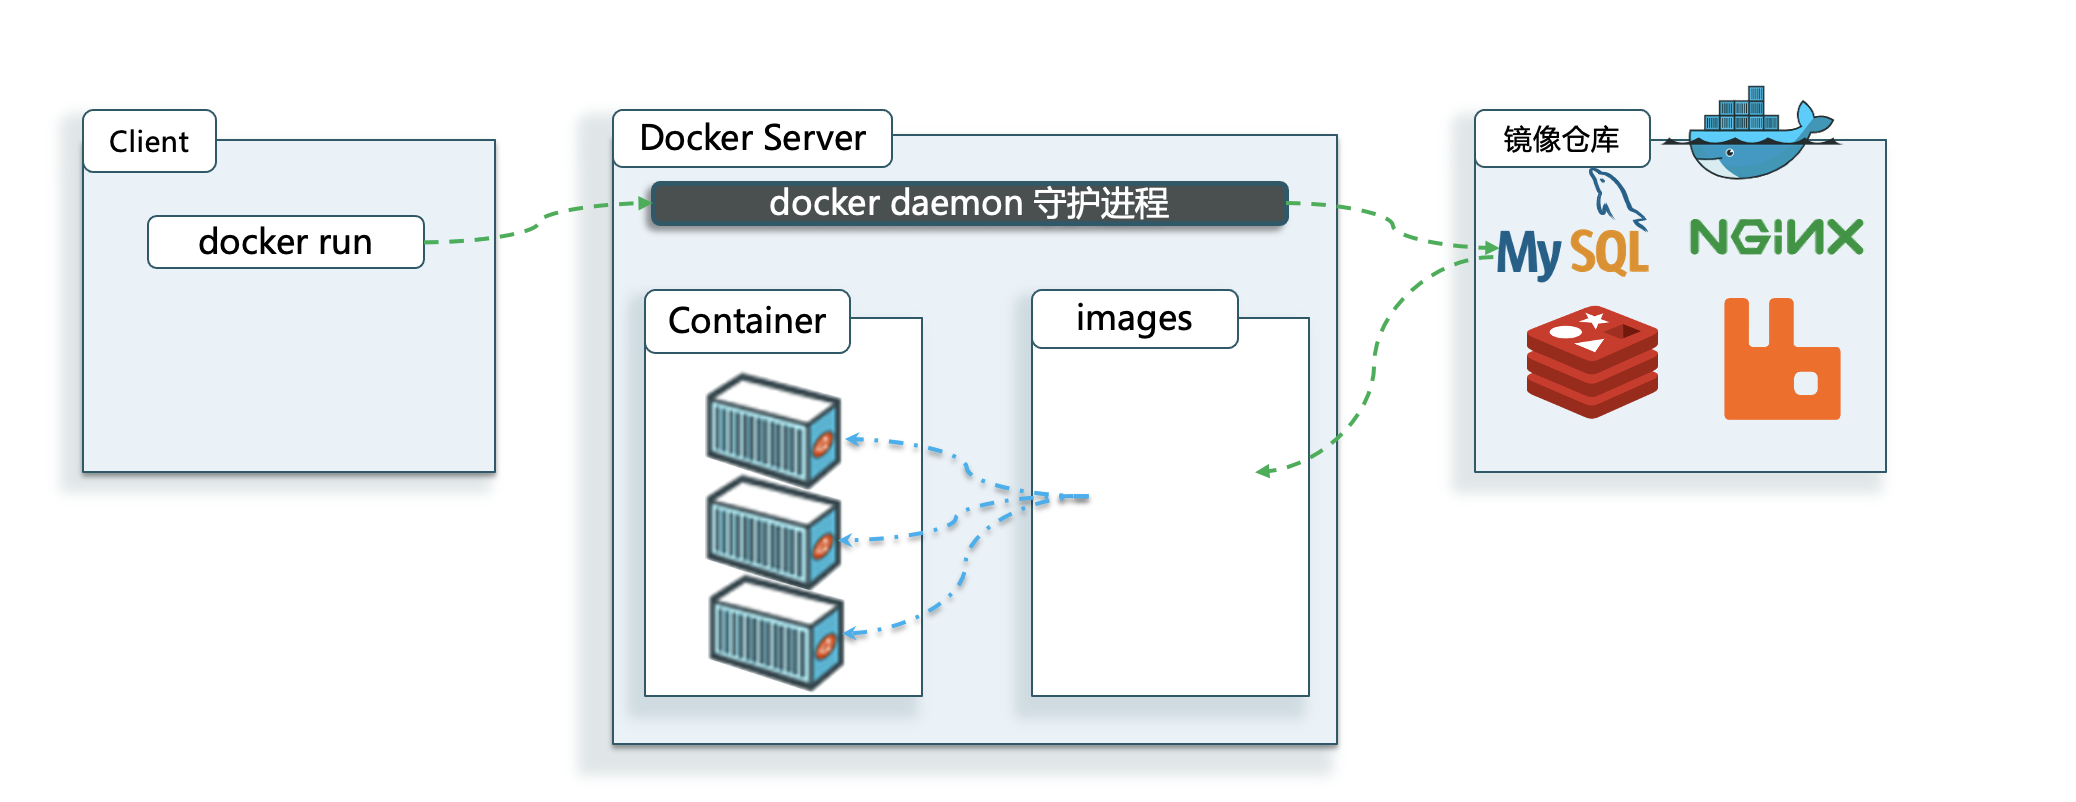 Client
docker run
Docker Server
docker daemon 守护进程
Container
images
镜像仓库
MySQL
NGINX